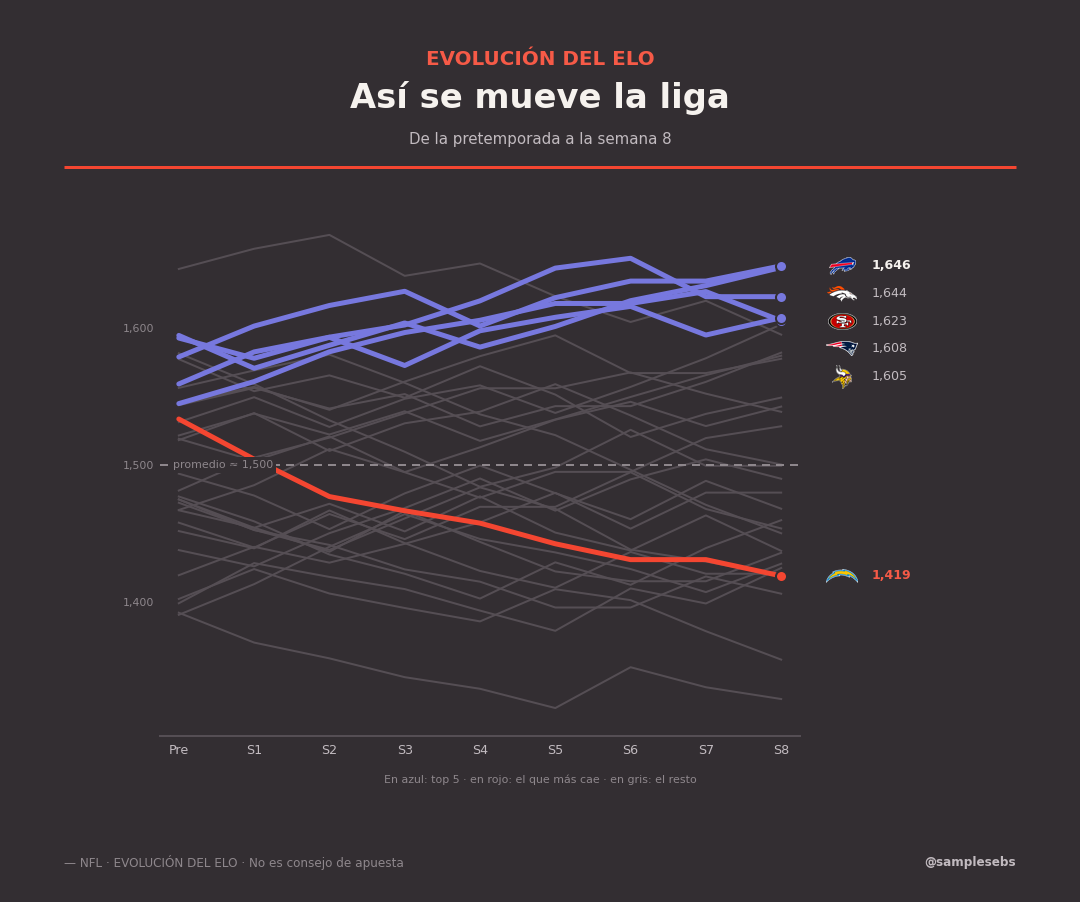 EVOLUCIÓN DEL ELO
Así se mueve la liga
De la pretemporada a la semana 8
1,646
1,644
1,623
1,608
1,605
1,600
promedio ≈ 1,500
1,500
1,419
1,400
Pre S1 S2 S3 S4 S5 S6 S7 S8
En azul: top 5 · en rojo: el que más cae · en gris: el resto
— NFL · EVOLUCIÓN DEL ELO · No es consejo de apuesta
@samplesebs